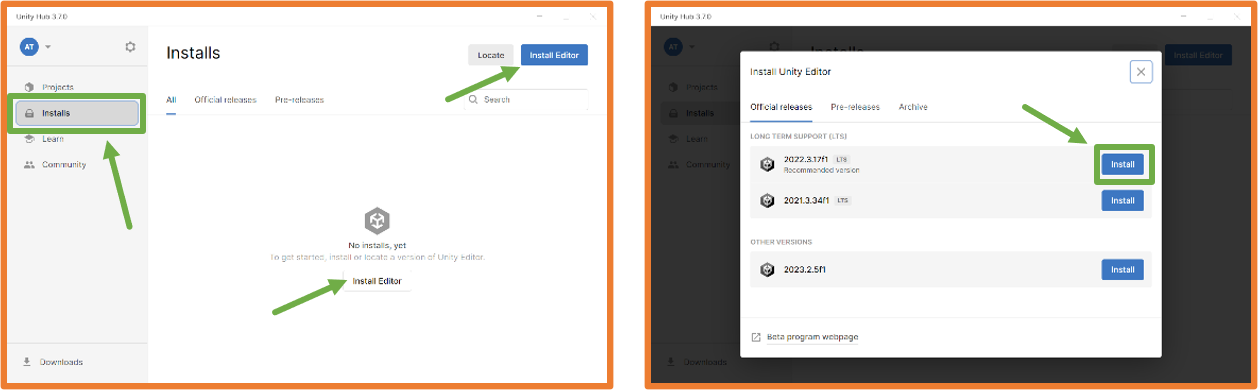 Unity Hub 3.7.0
AT
Installs
Locate
Install Editor
Projects
Installs
Learn
Community
All
Official releases
Pre-releases
Search
No installs, yet
To get started, install or locate a version of Unity Editor.
Install Editor
Downloads
Unity Hub 3.7.0
AT
Installs
Install Editor
Projects
Installs
Learn
Community
Install Unity Editor
Official releases
Pre-releases
Archive
LONG TERM SUPPORT (LTS)
2022.3.17f1 LTS
Recommended version
Install
2021.3.34f1 LTS
Install
OTHER VERSIONS
2023.2.5f1
Install
Beta program webpage
Downloads